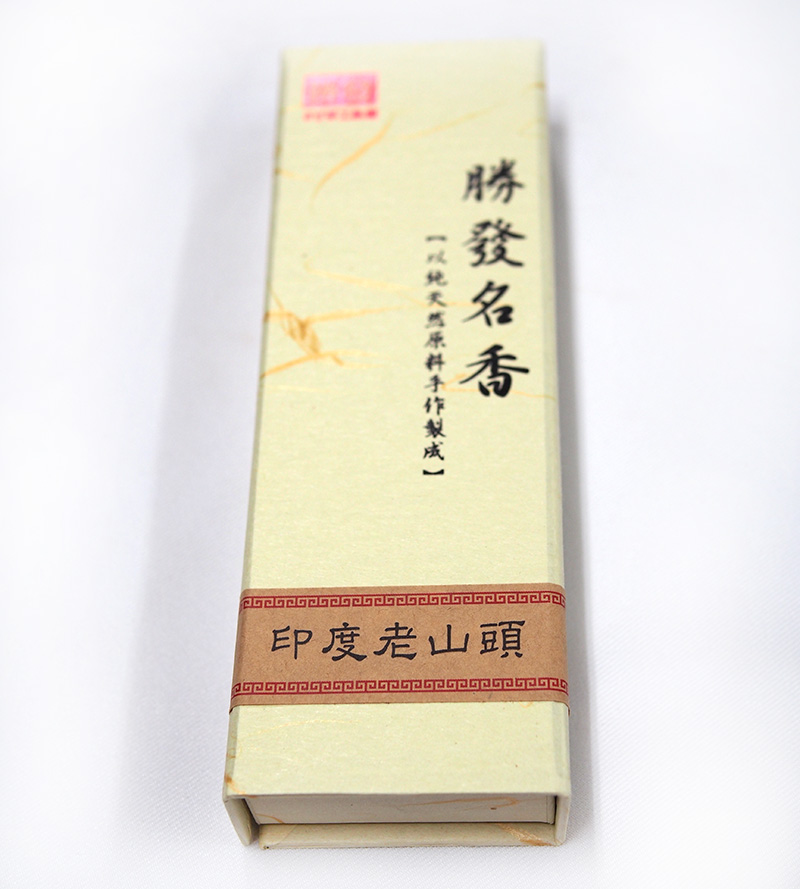 勝發名香
【以純天然原料手作製成】
印度老山頭